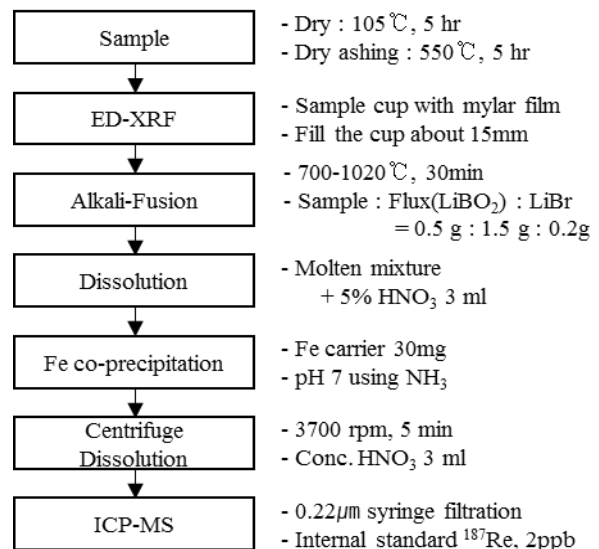 Sample
- Dry : 105℃, 5 hr
- Dry ashing : 550℃, 5 hr
ED-XRF
- Sample cup with mylar film
- Fill the cup about 15mm
Alkali-Fusion
- 700-1020℃, 30min
- Sample : Flux(LiBO₂) : LiBr
= 0.5 g : 1.5 g : 0.2g
Dissolution
- Molten mixture
+ 5% HNO₃ 3 ml
Fe co-precipitation
- Fe carrier 30mg
- pH 7 using NH₃
Centrifuge
Dissolution
- 3700 rpm, 5 min
- Conc. HNO₃ 3 ml
ICP-MS
- 0.22㎛ syringe filtration
- Internal standard ¹⁸⁷Re, 2ppb